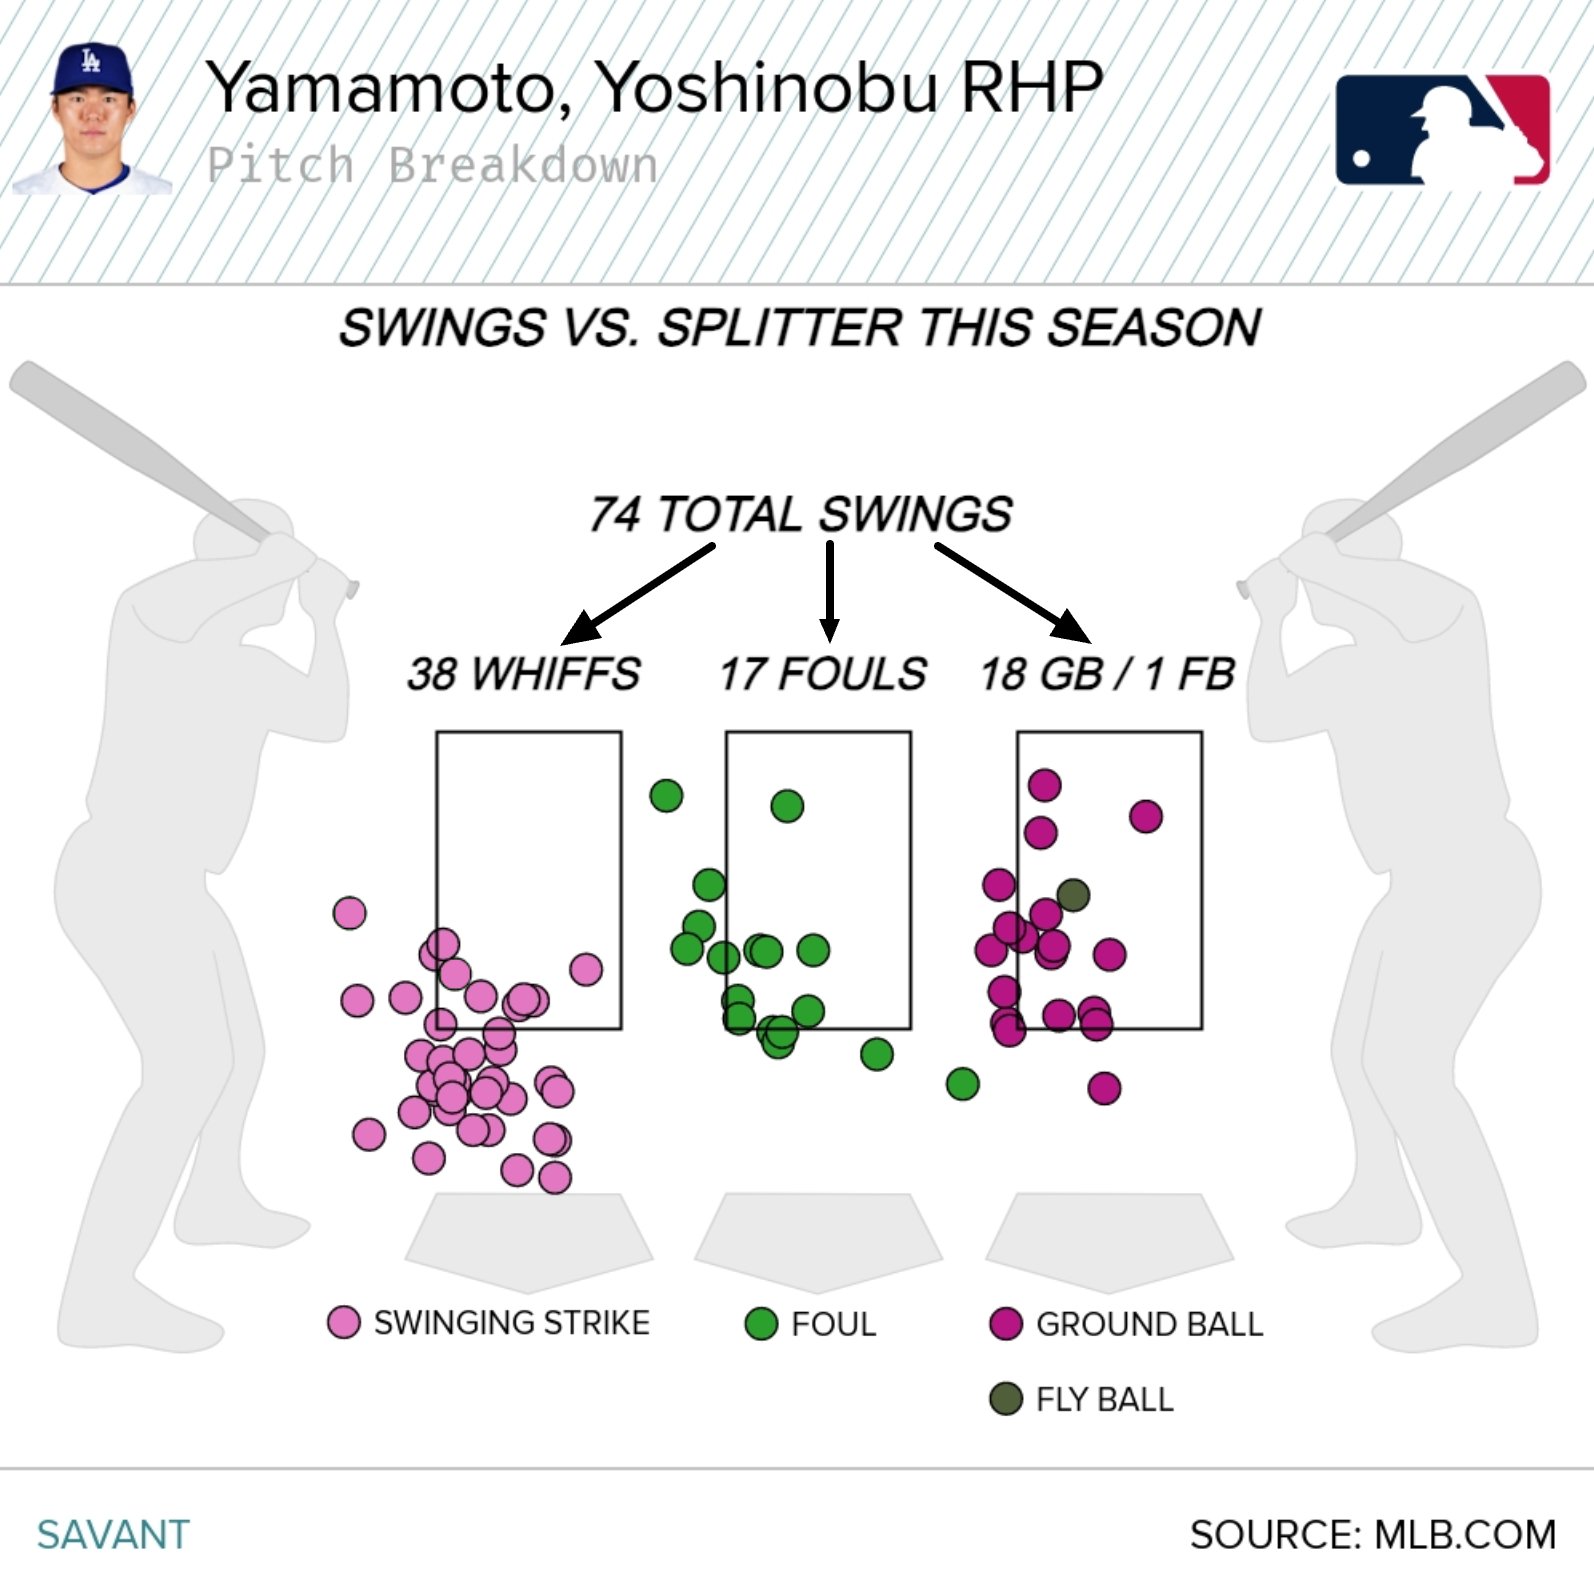 Yamamoto, Yoshinobu RHP
Pitch Breakdown
SWINGS VS. SPLITTER THIS SEASON
74 TOTAL SWINGS
38 WHIFFS
17 FOULS
18 GB / 1 FB
SWINGING STRIKE
FOUL
GROUND BALL
FLY BALL
SAVANT
SOURCE: MLB.COM
LA